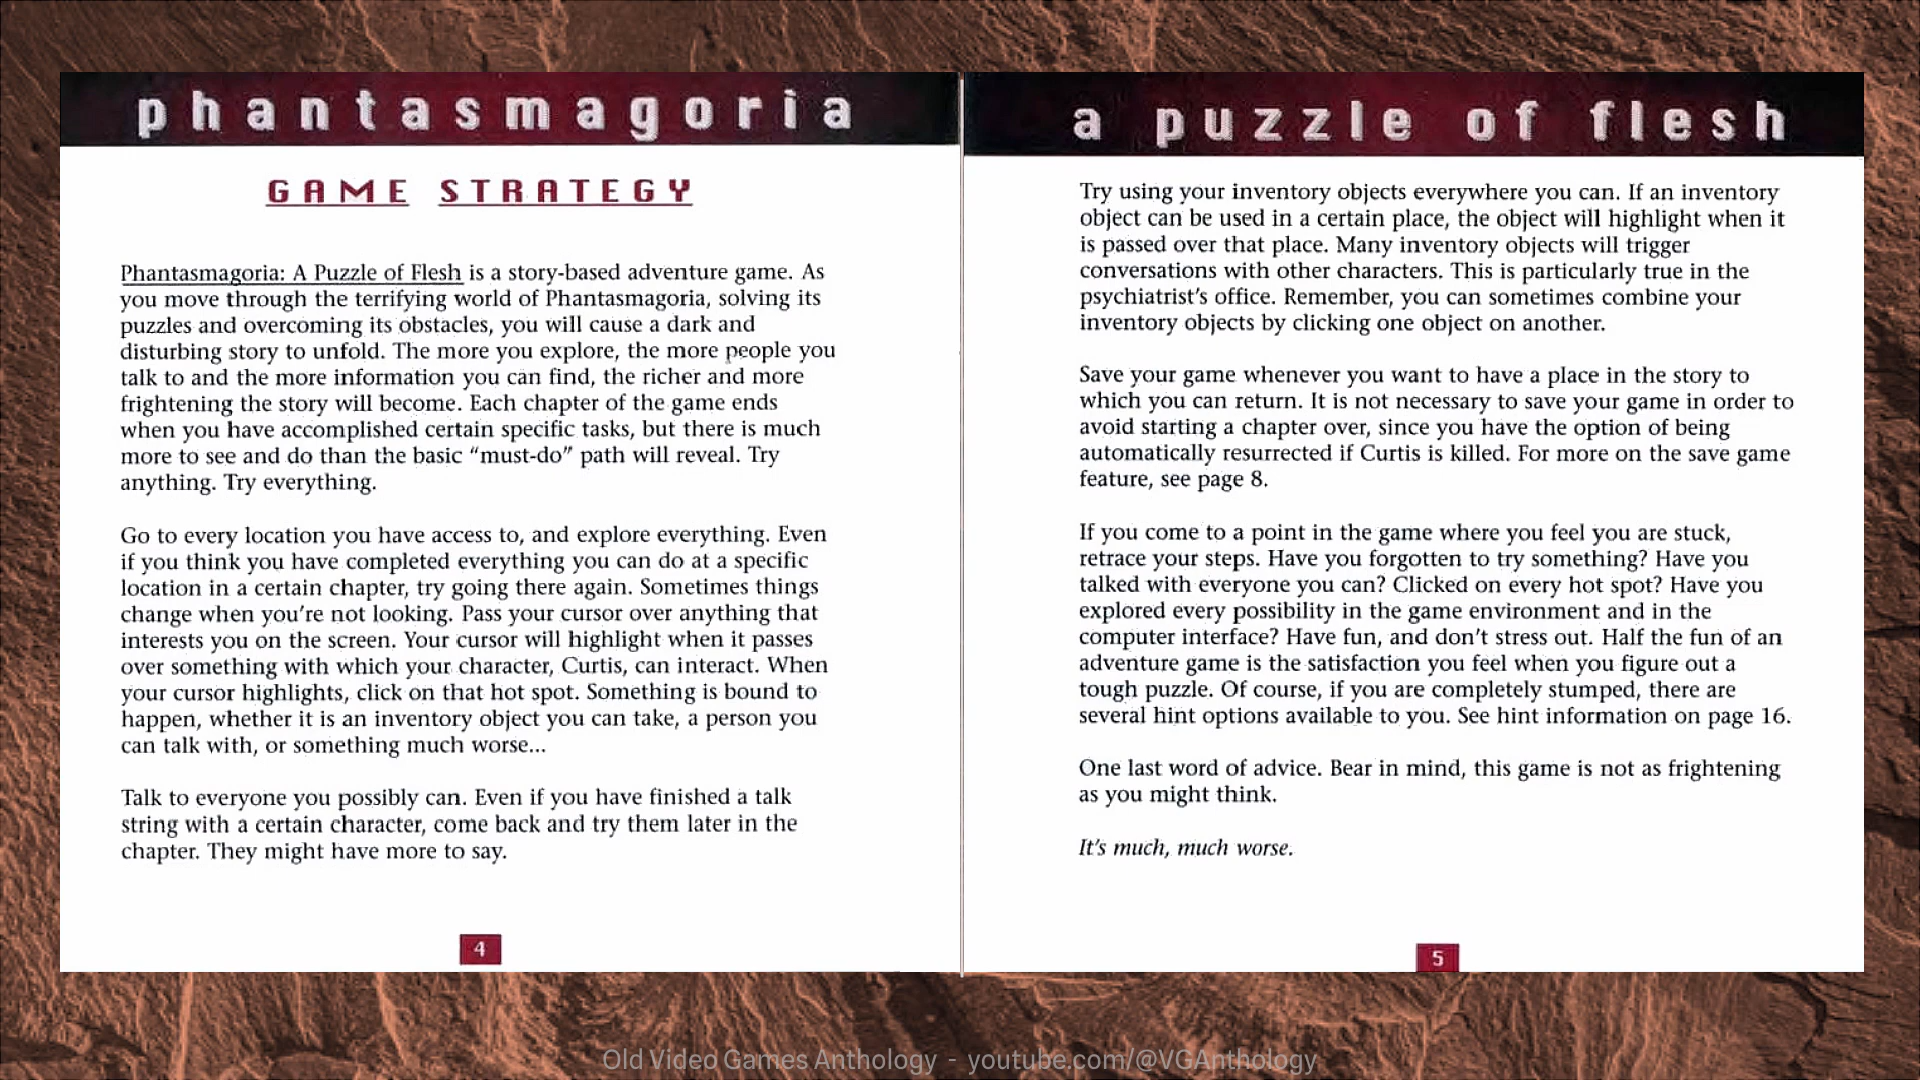 phantasmagoria
GAME STRATEGY
Phantasmagoria: A Puzzle of Flesh is a story-based adventure game. As
you move through the terrifying world of Phantasmagoria, solving its
puzzles and overcoming its obstacles, you will cause a dark and
disturbing story to unfold. The more you explore, the more people you
talk to and the more information you can find, the richer and more
frightening the story will become. Each chapter of the game ends
when you have accomplished certain specific tasks, but there is much
more to see and do than the basic “must-do” path will reveal. Try
anything. Try everything.
Go to every location you have access to, and explore everything. Even
if you think you have completed everything you can do at a specific
location in a certain chapter, try going there again. Sometimes things
change when you're not looking. Pass your cursor over anything that
interests you on the screen. Your cursor will highlight when it passes
over something with which your character, Curtis, can interact. When
your cursor highlights, click on that hot spot. Something is bound to
happen, whether it is an inventory object you can take, a person you
can talk with, or something much worse...
Talk to everyone you possibly can. Even if you have finished a talk
string with a certain character, come back and try them later in the
chapter. They might have more to say.
4
a puzzle of flesh
Try using your inventory objects everywhere you can. If an inventory
object can be used in a certain place, the object will highlight when it
is passed over that place. Many inventory objects will trigger
conversations with other characters. This is particularly true in the
psychiatrist's office. Remember, you can sometimes combine your
inventory objects by clicking one object on another.
Save your game whenever you want to have a place in the story to
which you can return. It is not necessary to save your game in order to
avoid starting a chapter over, since you have the option of being
automatically resurrected if Curtis is killed. For more on the save game
feature, see page 8.
If you come to a point in the game where you feel you are stuck,
retrace your steps. Have you forgotten to try something? Have you
talked with everyone you can? Clicked on every hot spot? Have you
explored every possibility in the game environment and in the
computer interface? Have fun, and don't stress out. Half the fun of an
adventure game is the satisfaction you feel when you figure out a
tough puzzle. Of course, if you are completely stumped, there are
several hint options available to you. See hint information on page 16.
One last word of advice. Bear in mind, this game is not as frightening
as you might think.
It's much, much worse.
5
Old Video Games Anthology - youtube.com/@VGAnthology